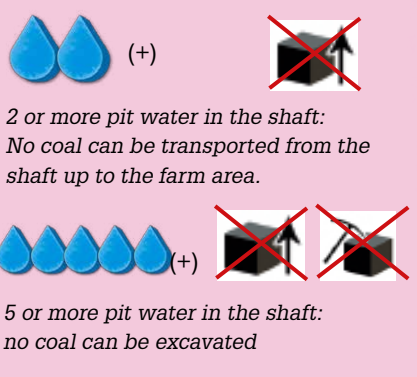 (+)
2 or more pit water in the shaft:
No coal can be transported from the
shaft up to the farm area.
(+)
5 or more pit water in the shaft:
no coal can be excavated